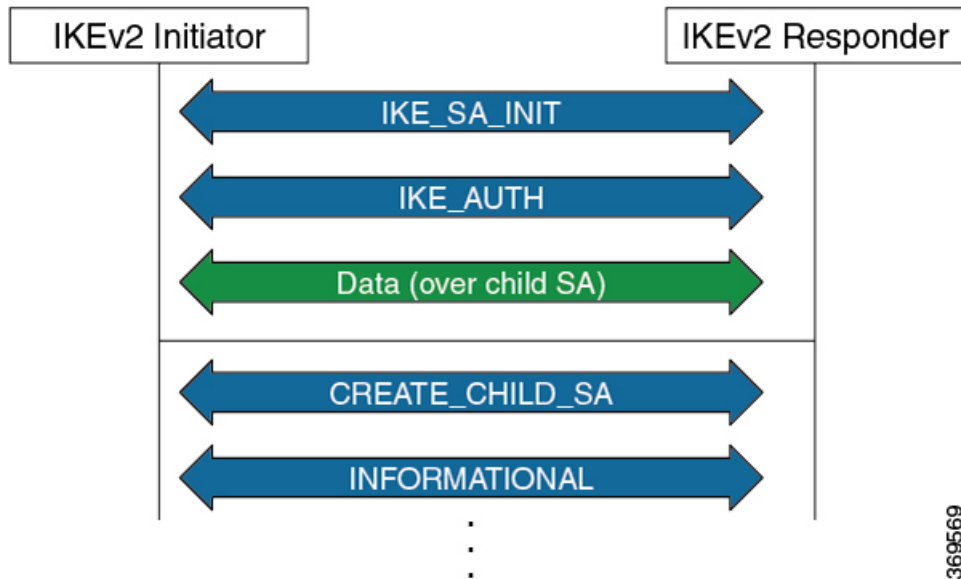 IKEv2 Initiator
IKEv2 Responder
IKE_SA_INIT
IKE_AUTH
Data (over child SA)
CREATE_CHILD_SA
INFORMATIONAL
369569